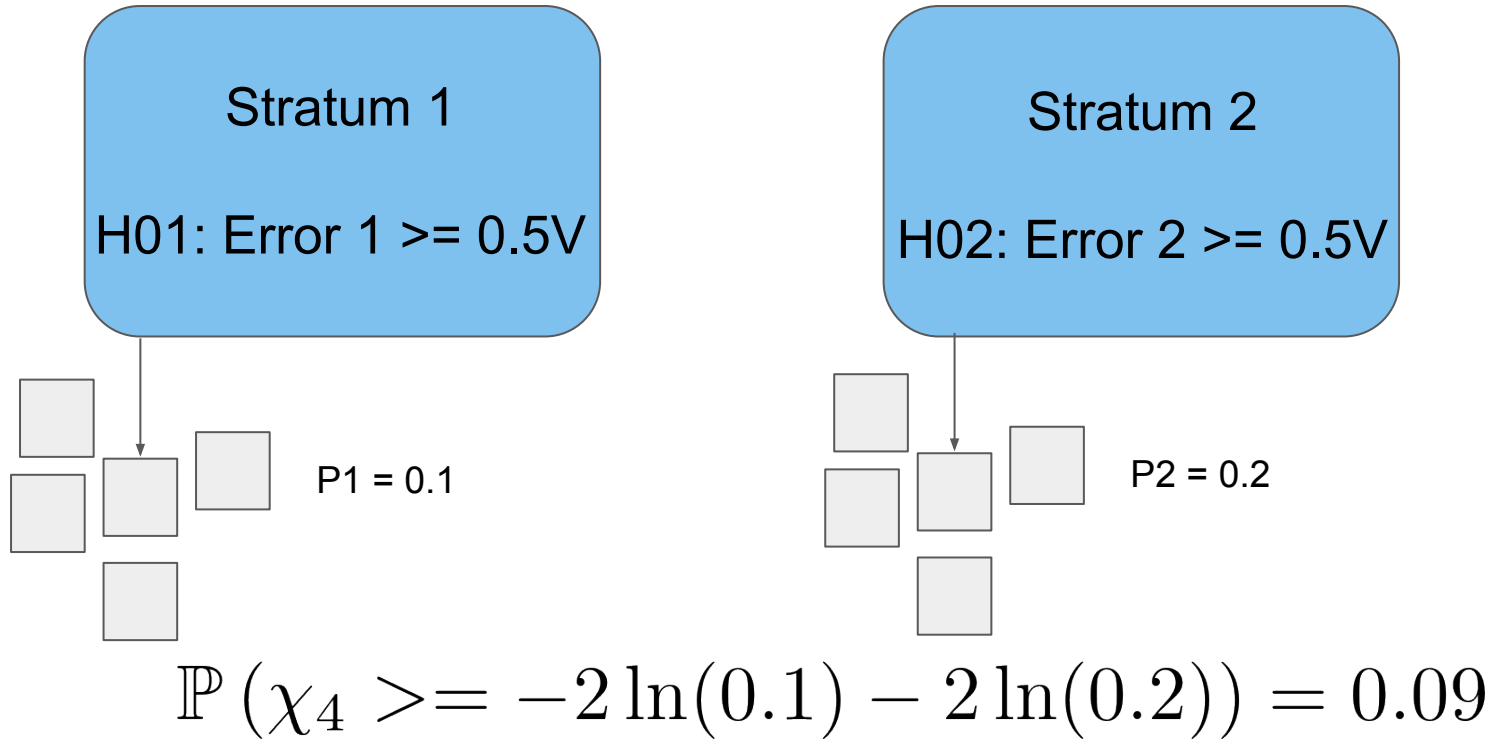 Stratum 1
H01: Error 1 >= 0.5V
Stratum 2
H02: Error 2 >= 0.5V
P1 = 0.1
P2 = 0.2
ℙ (χ₄ >= −2 ln(0.1) − 2 ln(0.2)) = 0.09